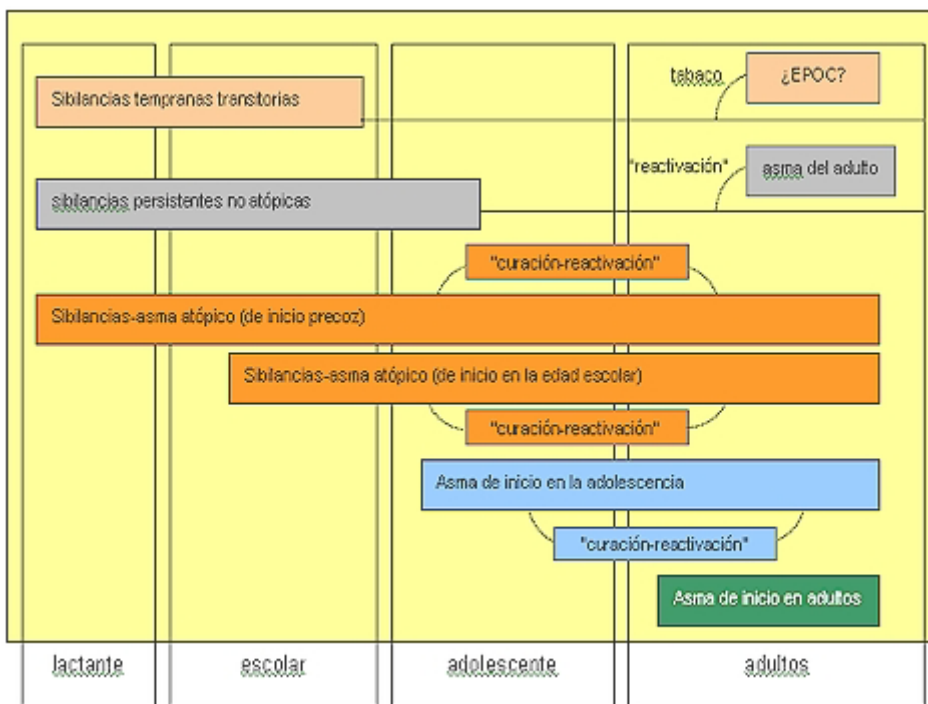 tabaco
¿EPOC?
Sibilancias tempranas transitorias
"reactivación"
asma del adulto
sibilancias persistentes no atópicas
"curación-reactivación"
Sibilancias-asma atópico (de inicio precoz)
Sibilancias-asma atópico (de inicio en la edad escolar)
"curación-reactivación"
Asma de inicio en la adolescencia
"curación-reactivación"
Asma de inicio en adultos
lactante
escolar
adolescente
adultos